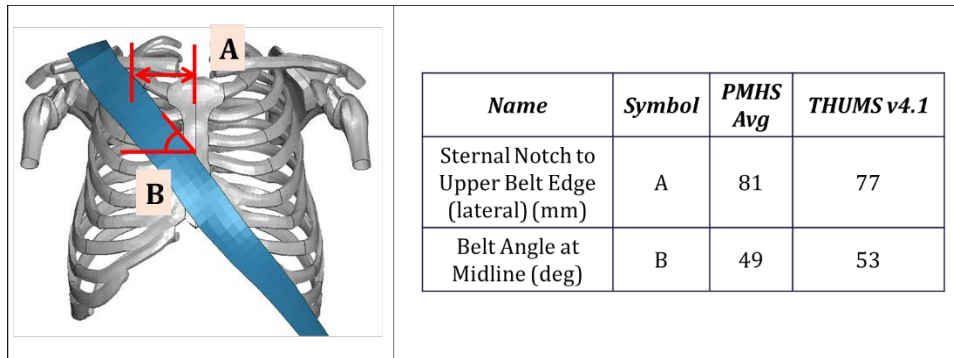 A
B
Name Symbol PMHS Avg THUMS v4.1
Sternal Notch to
Upper Belt Edge
(lateral) (mm)
A 81 77
Belt Angle at
Midline (deg)
B 49 53